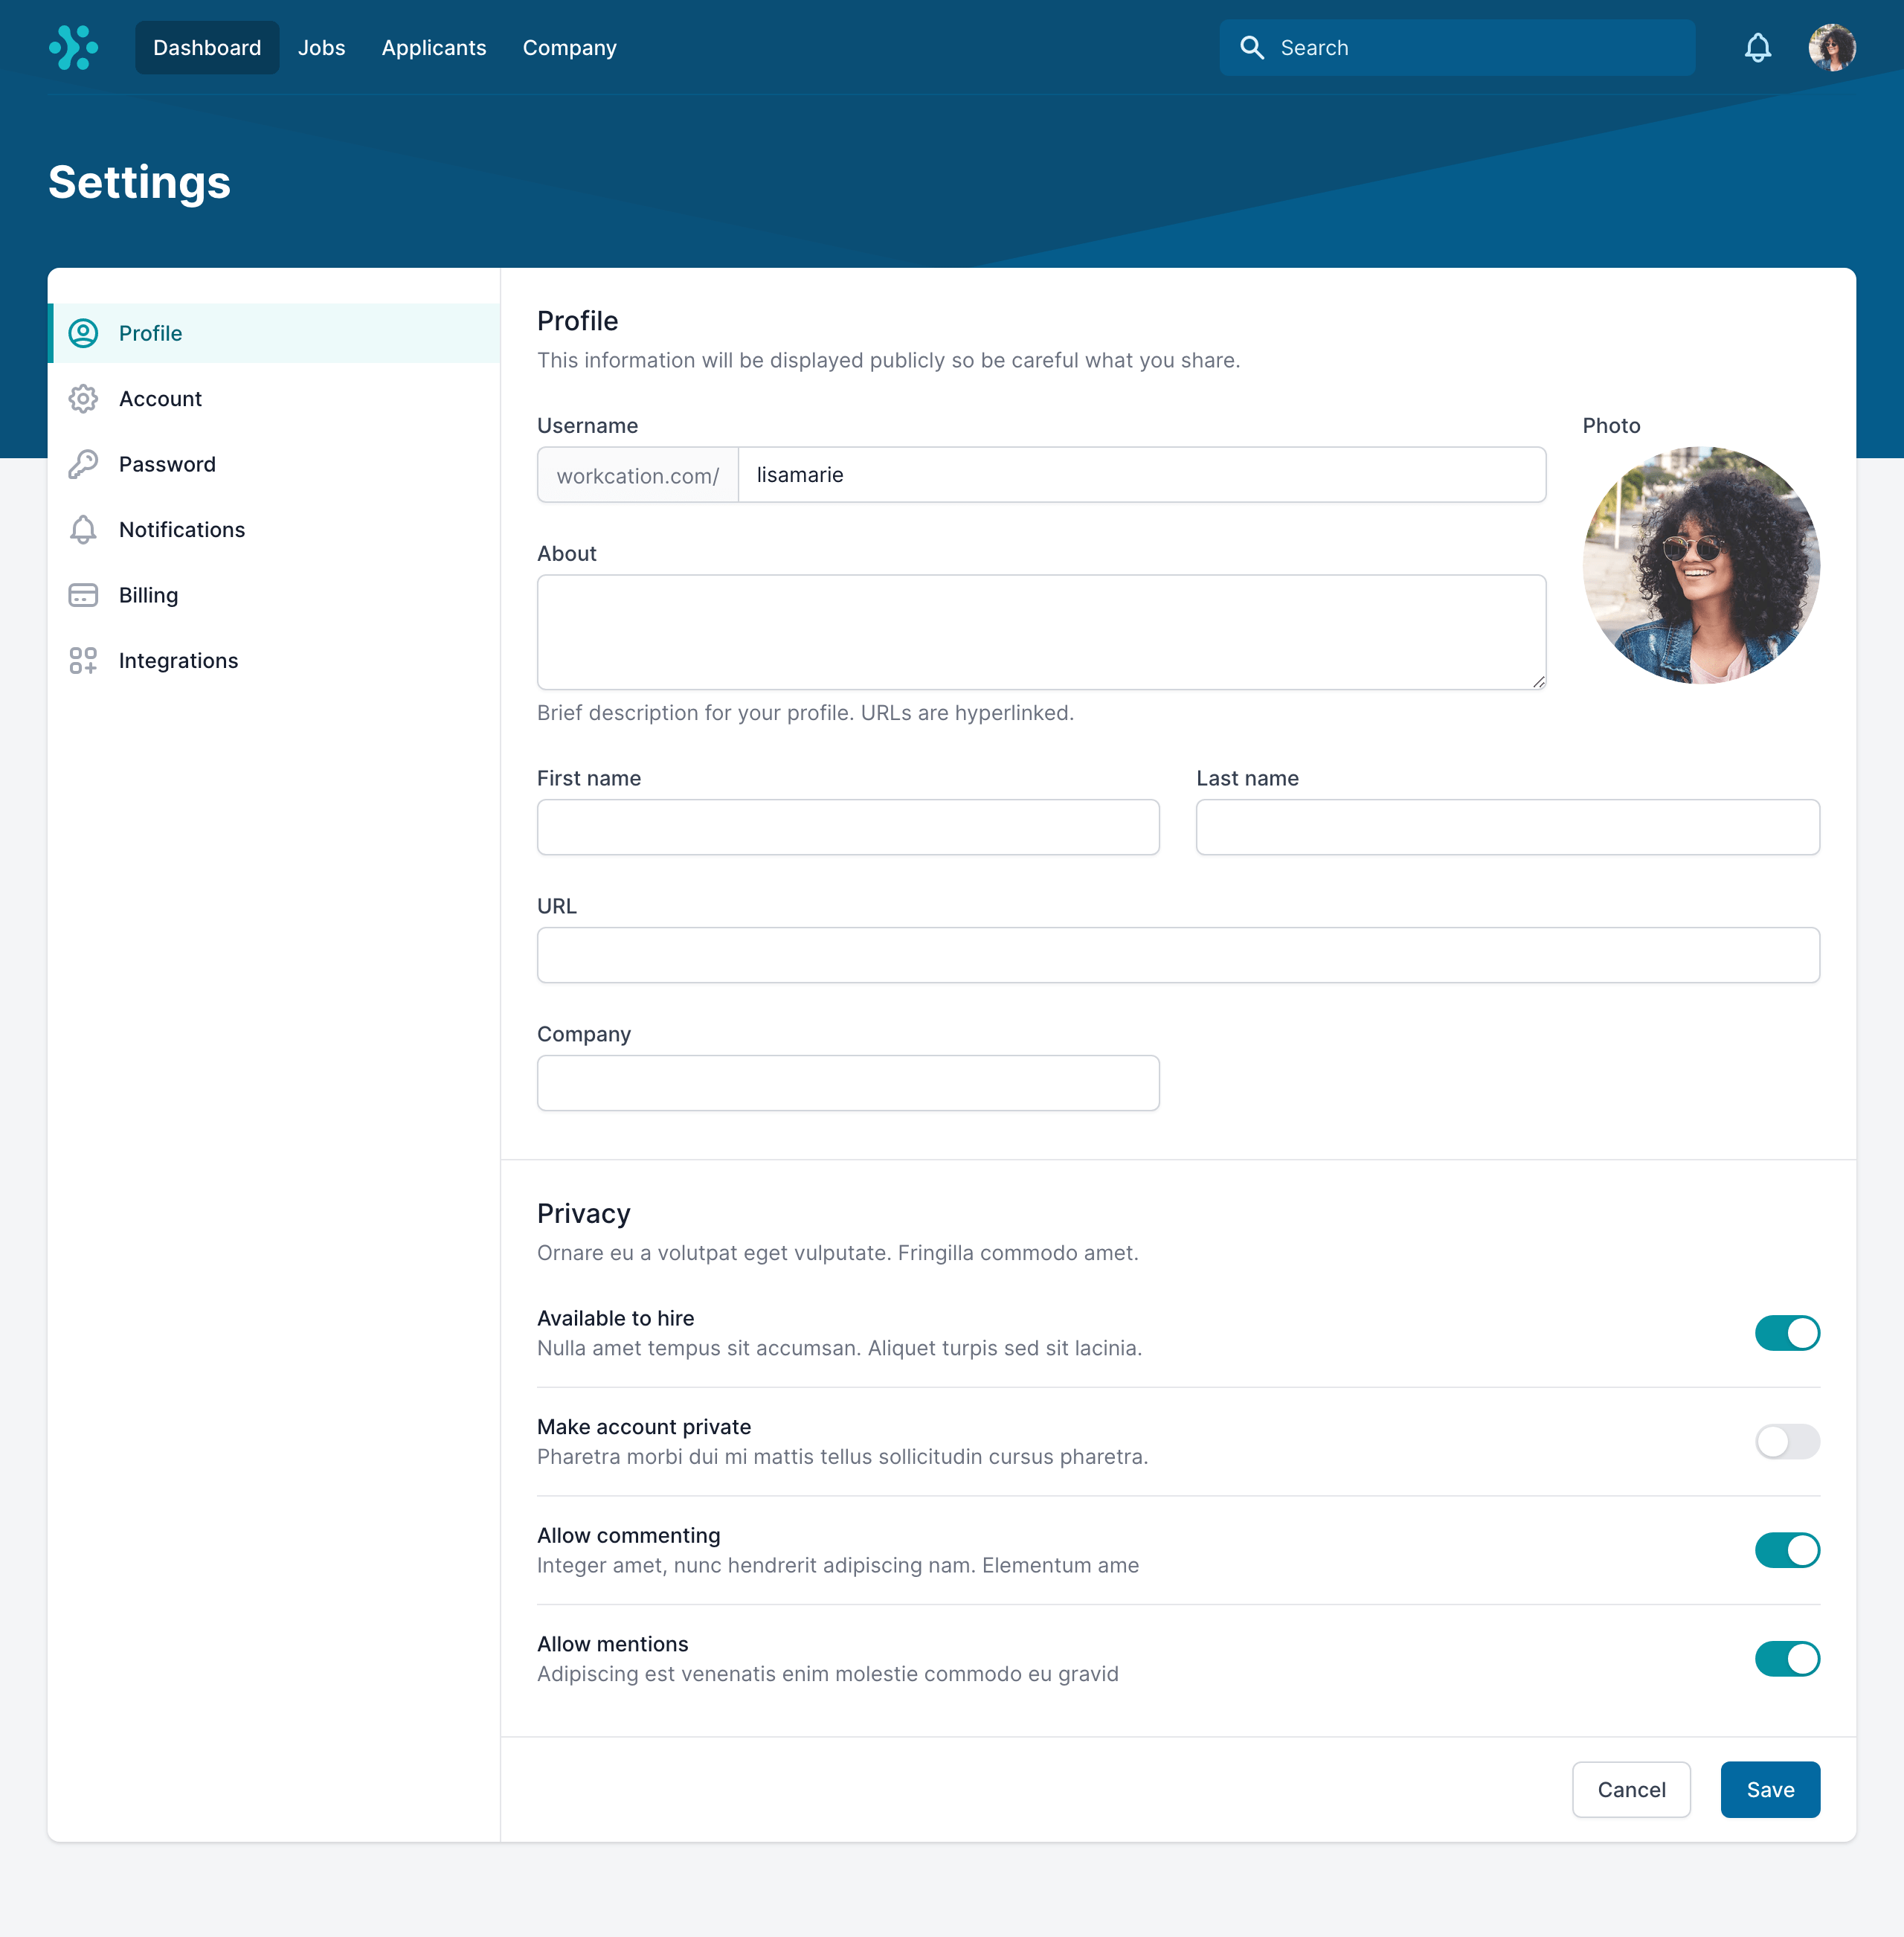 Dashboard Jobs Applicants Company Search
Settings
Profile
Account
Password
Notifications
Billing
Integrations
Profile
This information will be displayed publicly so be careful what you share.
Username
workcation.com/ lisamarie
Photo
About
Brief description for your profile. URLs are hyperlinked.
First name Last name
URL
Company
Privacy
Ornare eu a volutpat eget vulputate. Fringilla commodo amet.
Available to hire
Nulla amet tempus sit accumsan. Aliquet turpis sed sit lacinia.
Make account private
Pharetra morbi dui mi mattis tellus sollicitudin cursus pharetra.
Allow commenting
Integer amet, nunc hendrerit adipiscing nam. Elementum ame
Allow mentions
Adipiscing est venenatis enim molestie commodo eu gravid
Cancel Save